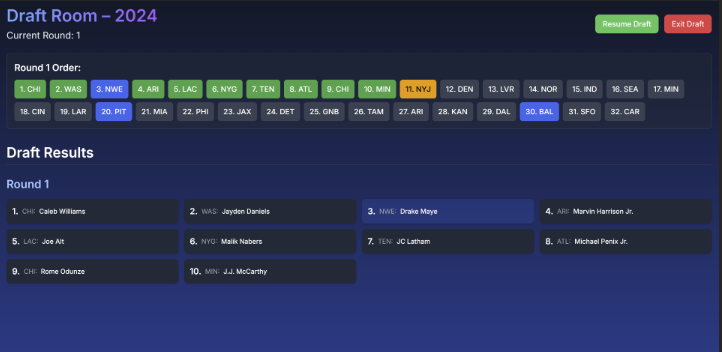 Draft Room – 2024
Current Round: 1
Resume Draft
Exit Draft
Round 1 Order:
1. CHI 2. WAS 3. NWE 4. ARI 5. LAC 6. NYG 7. TEN 8. ATL 9. CHI 10. MIN 11. NYJ 12. DEN 13. LVR 14. NOR 15. IND 16. SEA 17. MIN
18. CIN 19. LAR 20. PIT 21. MIA 22. PHI 23. JAX 24. DET 25. GNB 26. TAM 27. ARI 28. KAN 29. DAL 30. BAL 31. SFO 32. CAR
Draft Results
Round 1
1. CHI: Caleb Williams 2. WAS: Jayden Daniels 3. NWE: Drake Maye 4. ARI: Marvin Harrison Jr.
5. LAC: Joe Alt 6. NYG: Malik Nabers 7. TEN: JC Latham 8. ATL: Michael Penix Jr.
9. CHI: Rome Odunze 10. MIN: J.J. McCarthy